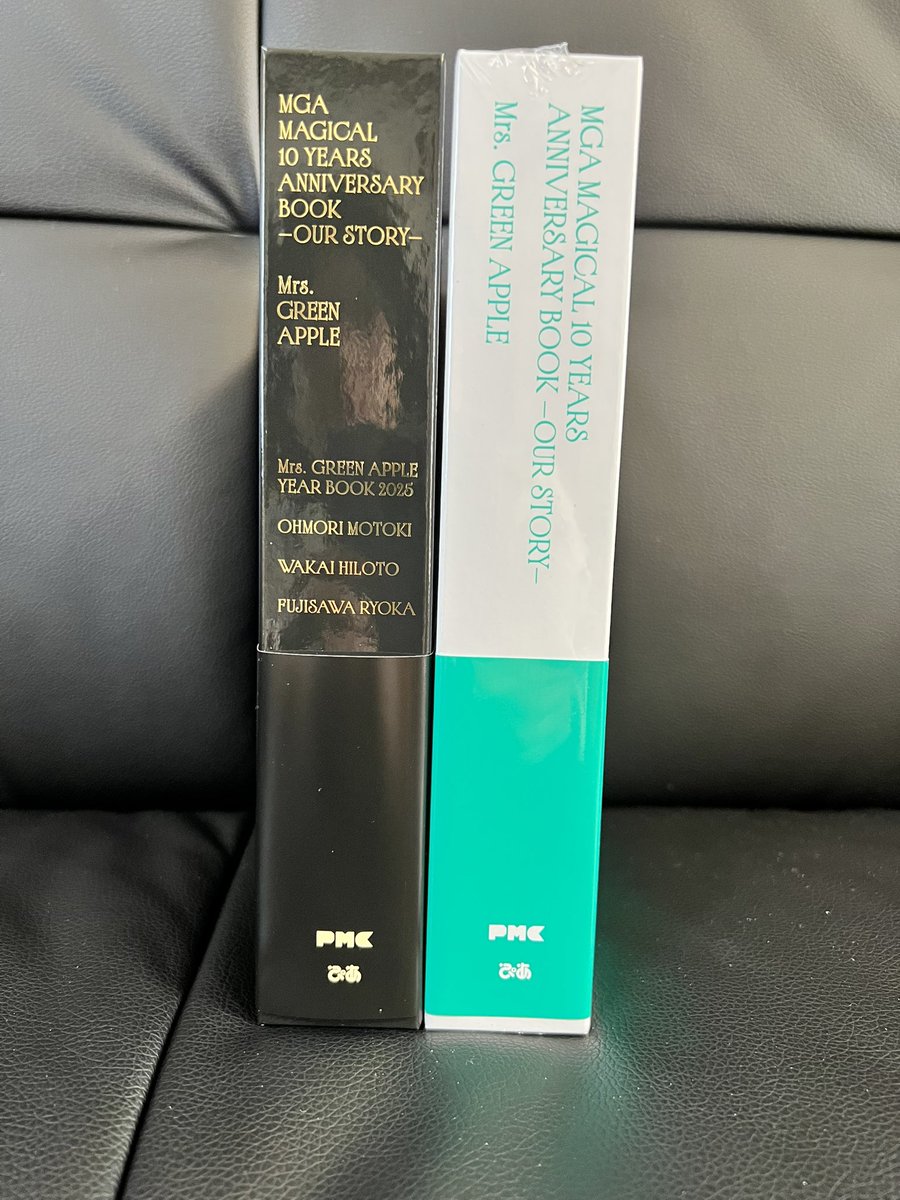 MGA
MAGICAL
10 YEARS
ANNIVERSARY
BOOK
—OUR STORY—
Mrs.
GREEN
APPLE
Mrs. GREEN APPLE
YEAR BOOK 2025
OHMORI MOTOKI
WAKAI HILOTO
FUJISAWA RYOKA
PMC
ぴあ
MGA MAGICAL 10 YEARS
ANNIVERSARY BOOK —OUR STORY—
Mrs. GREEN APPLE
PMC
ぴあ